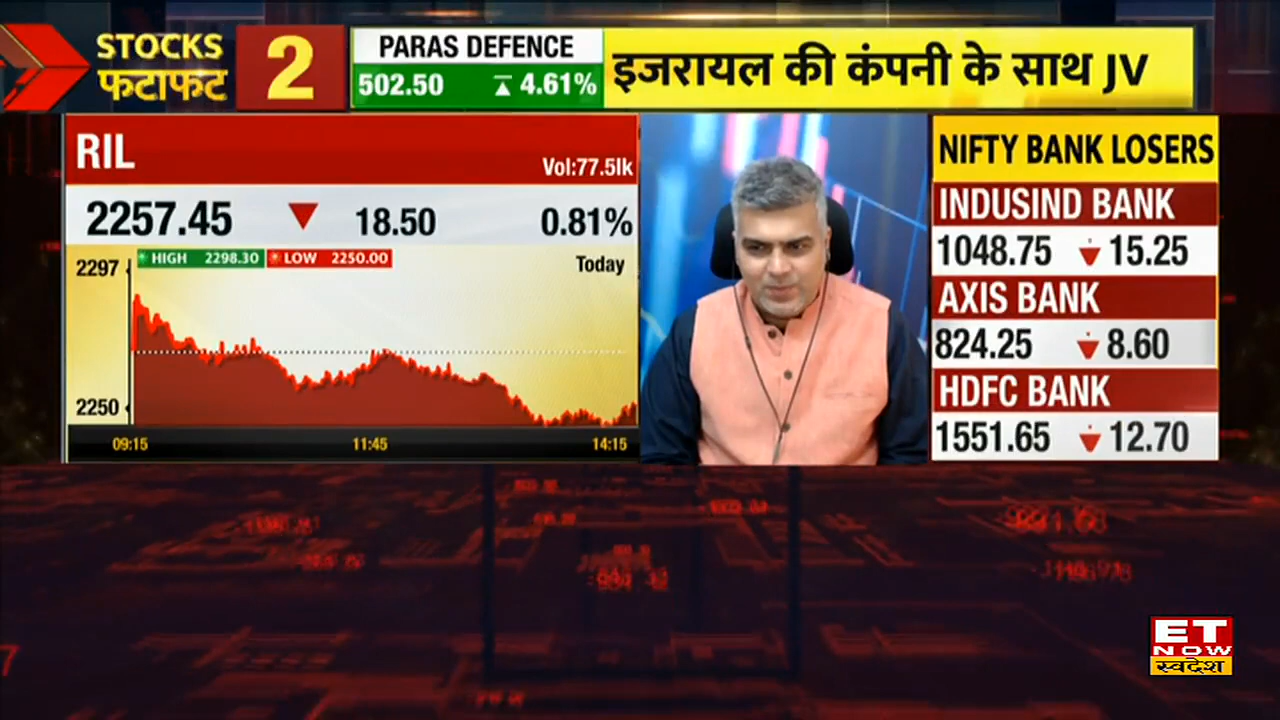 STOCKS
फटाफट
2
PARAS DEFENCE
502.50 4.61%
इजरायल की कंपनी के साथ JV
RIL
Vol:77.5lk
2257.45 18.50 0.81%
HIGH 2298.30 LOW 2250.00
Today
2297
2250
09:15 11:45 14:15
NIFTY BANK LOSERS
INDUSIND BANK
1048.75 15.25
AXIS BANK
824.25 8.60
HDFC BANK
1551.65 12.70
ET
NOW
स्वदेश